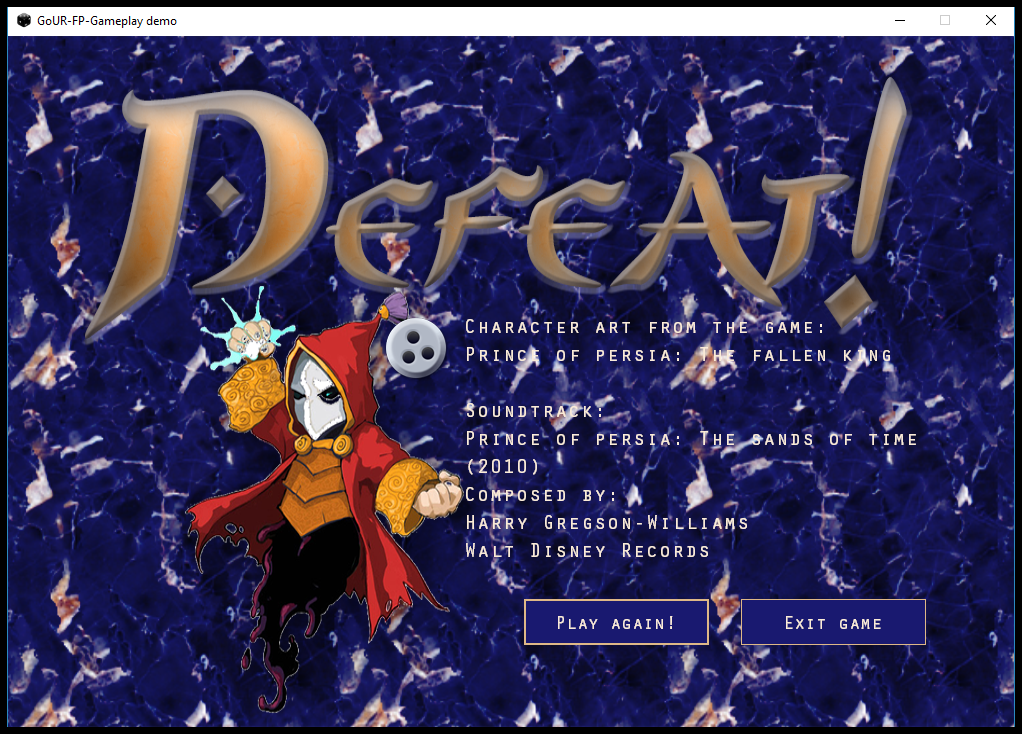 GoUR-FP-Gameplay demo
Defeat!
Character art from the game:
Prince of persia: The fallen king
Soundtrack:
Prince of persia: The sands of time
(2010)
Composed by:
Harry Gregson-Williams
Walt Disney Records
Play again!
Exit game